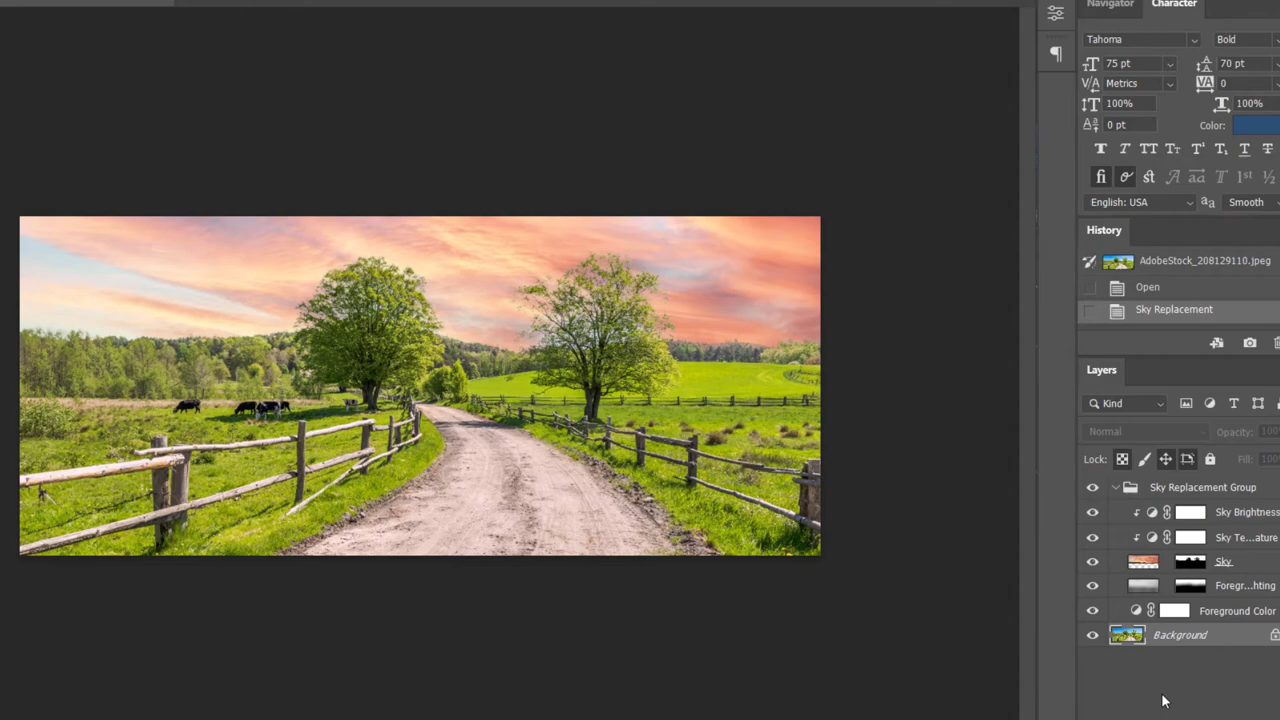 Navigator Character
Tahoma Bold
75 pt 70 pt
Metrics 0
100% 100%
0 pt Color:
English: USA Smooth
History
AdobeStock_208129110.jpeg
Open
Sky Replacement
Layers
Kind
Normal Opacity: 100%
Lock: Fill: 100%
Sky Replacement Group
Sky Brightness
Sky Te...ature
Sky
Foregr...hting
Foreground Color
Background